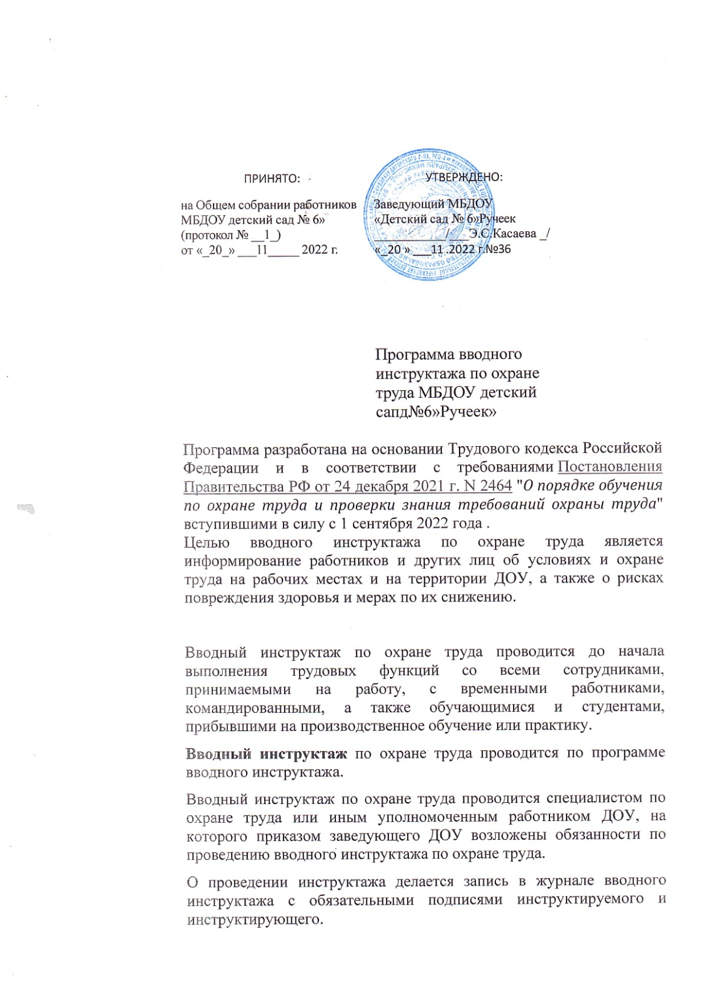 ПРИНЯТО:
на Общем собрании работников
МБДОУ детский сад № 6»
(протокол № __1_)
от «_20_» ___11_____ 2022 г.
УТВЕРЖДЕНО:
Заведующий МБДОУ
«Детский сад № 6»Ручеек
___________/___Э.С.Касаева _/
«_20 » ___11 .2022 г.№36
Программа вводного
инструктажа по охране
труда МБДОУ детский
сапд№6»Ручеек»
Программа разработана на основании Трудового кодекса Российской
Федерации и в соответствии с требованиями Постановления
Правительства РФ от 24 декабря 2021 г. N 2464 "О порядке обучения
по охране труда и проверки знания требований охраны труда"
вступившими в силу с 1 сентября 2022 года .
Целью вводного инструктажа по охране труда является
информирование работников и других лиц об условиях и охране
труда на рабочих местах и на территории ДОУ, а также о рисках
повреждения здоровья и мерах по их снижению.
Вводный инструктаж по охране труда проводится до начала
выполнения трудовых функций со всеми сотрудниками,
принимаемыми на работу, с временными работниками,
командированными, а также обучающимися и студентами,
прибывшими на производственное обучение или практику.
Вводный инструктаж по охране труда проводится по программе
вводного инструктажа.
Вводный инструктаж по охране труда проводится специалистом по
охране труда или иным уполномоченным работником ДОУ, на
которого приказом заведующего ДОУ возложены обязанности по
проведению вводного инструктажа по охране труда.
О проведении инструктажа делается запись в журнале вводного
инструктажа с обязательными подписями инструктируемого и
инструктирующего.